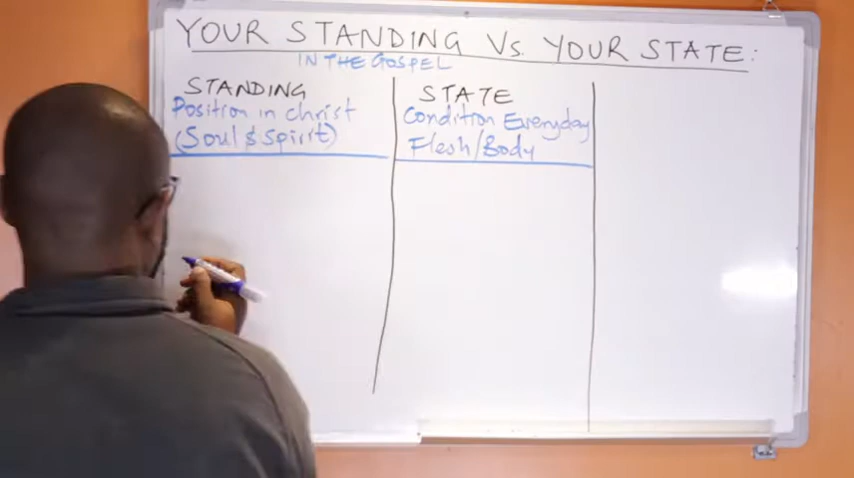 YOUR STANDING Vs. YOUR STATE:
IN THE GOSPEL
STANDING
Position in Christ
(Soul & Spirit)
STATE
Condition Everyday
Flesh/Body